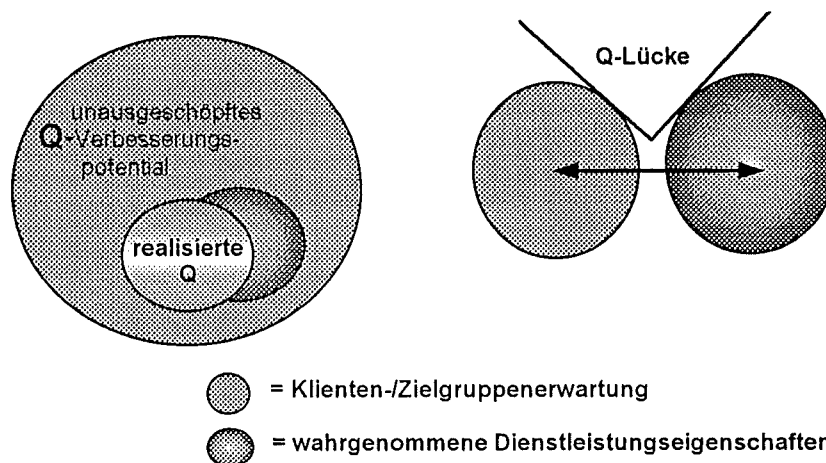 unausgeschöpftes
Q-Verbesserungs-
potential
realisierte
Q
Q-Lücke
= Klienten-/Zielgruppenerwartung
= wahrgenommene Dienstleistungseigenschaften